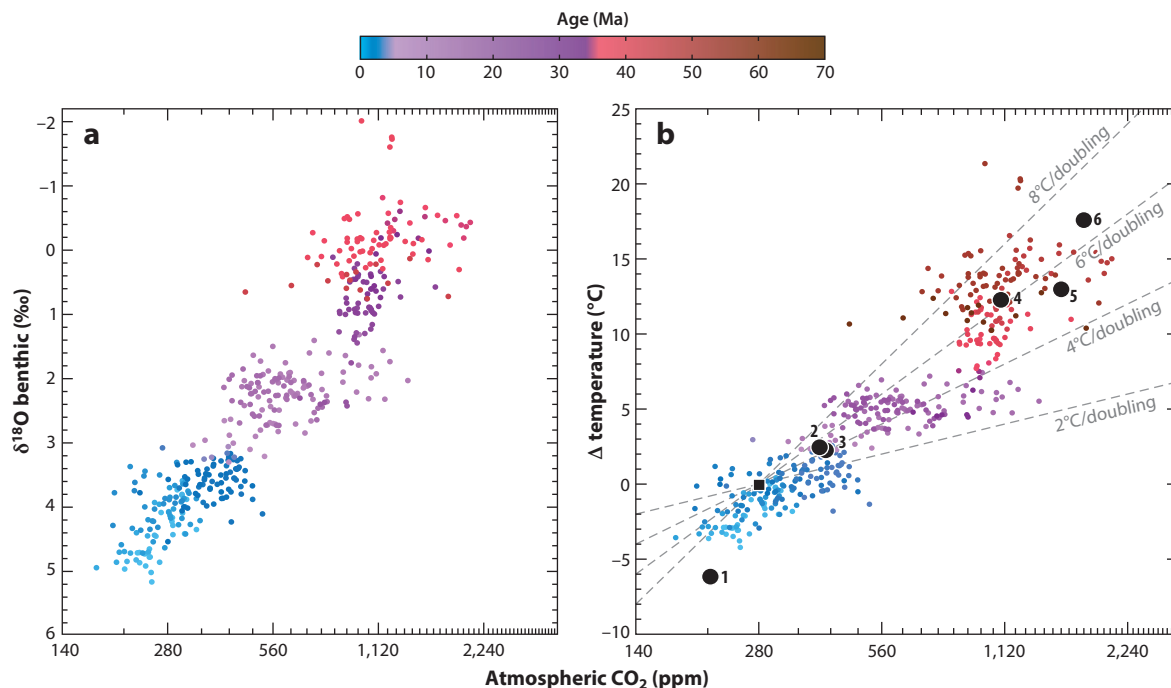 Age (Ma)
0 10 20 30 40 50 60 70
a
δ18O benthic (‰)
−2
−1
0
1
2
3
4
5
6
140 280 560 1,120 2,240
b
Δ temperature (°C)
25
20
15
10
5
0
−5
−10
140 280 560 1,120 2,240
8°C/doubling
6°C/doubling
4°C/doubling
2°C/doubling
1
2
3
4
5
6
Atmospheric CO2 (ppm)